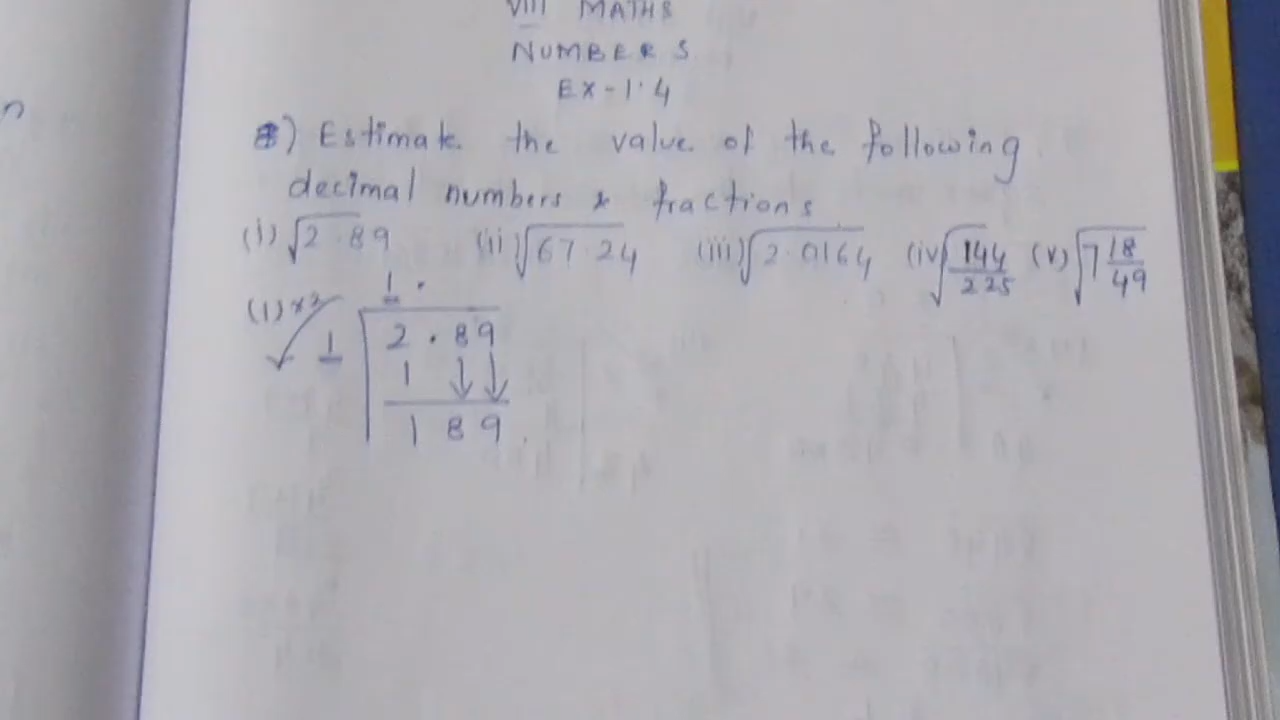 VIII MATHS
NUMBERS
EX-1.4
8) Estimate the value of the following
decimal numbers & fractions
(i) √2.89 (ii) √67.24 (iii) √2.0164 (iv) √144/225 (v) √7 18/49
1.
(i) ×2
1 2.89
1
189